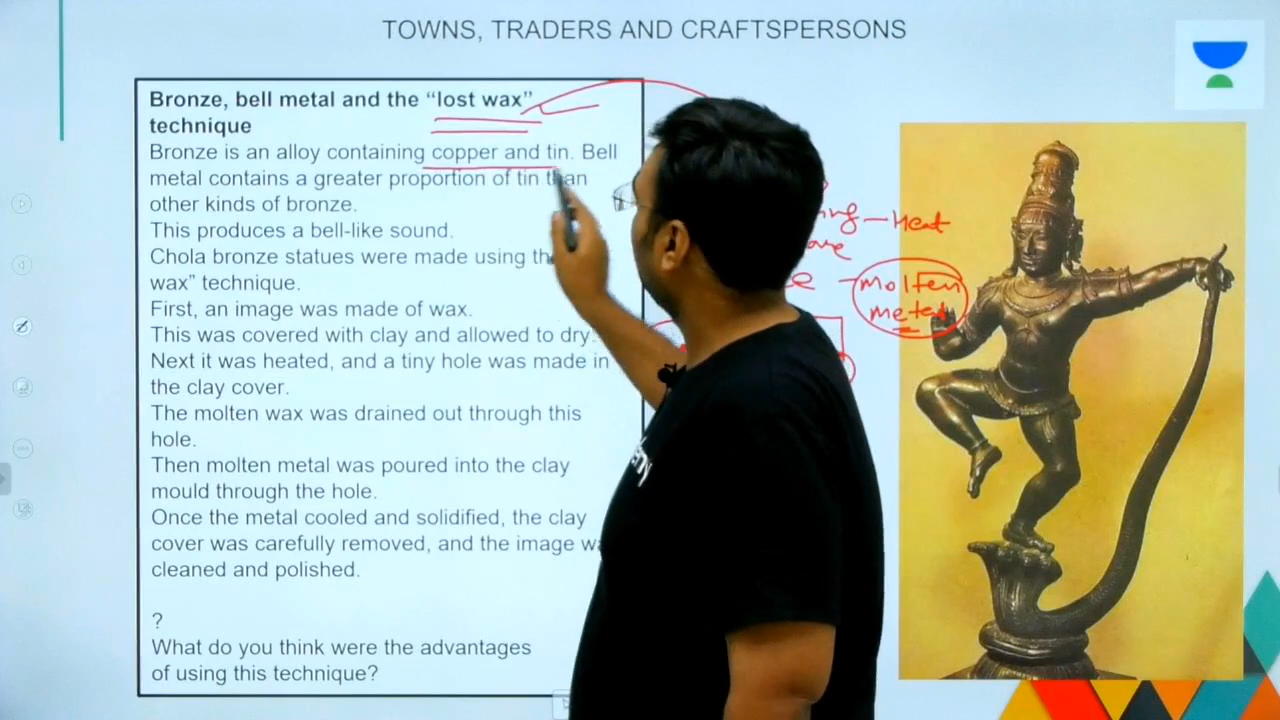 TOWNS, TRADERS AND CRAFTSPERSONS
Bronze, bell metal and the “lost wax”
technique
Bronze is an alloy containing copper and tin. Bell
metal contains a greater proportion of tin than
other kinds of bronze.
This produces a bell-like sound.
Chola bronze statues were made using
wax” technique.
First, an image was made of wax.
This was covered with clay and allowed to dry.
Next it was heated, and a tiny hole was made in
the clay cover.
The molten wax was drained out through this
hole.
Then molten metal was poured into the clay
mould through the hole.
Once the metal cooled and solidified, the clay
cover was carefully removed, and the image
cleaned and polished.
?
What do you think were the advantages
of using this technique?
– Heat
– molten
metal